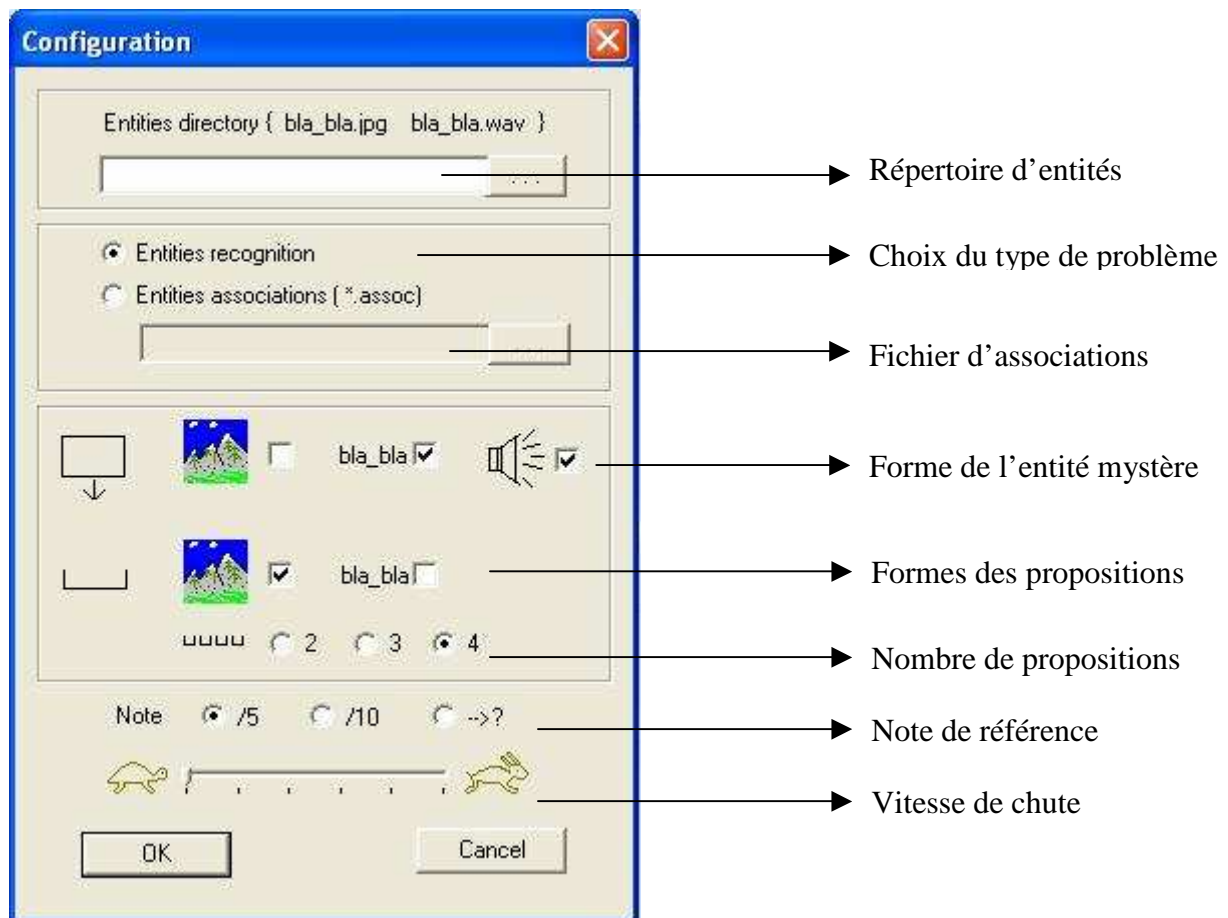 Configuration
Entities directory { bla_bla.jpg bla_bla.wav }
... Répertoire d’entités
Entities recognition Choix du type de problème
Entities associations ( *.assoc)
... Fichier d’associations
bla_bla Forme de l’entité mystère
bla_bla Formes des propositions
2 3 4 Nombre de propositions
Note /5 /10 -->? Note de référence
Vitesse de chute
OK Cancel